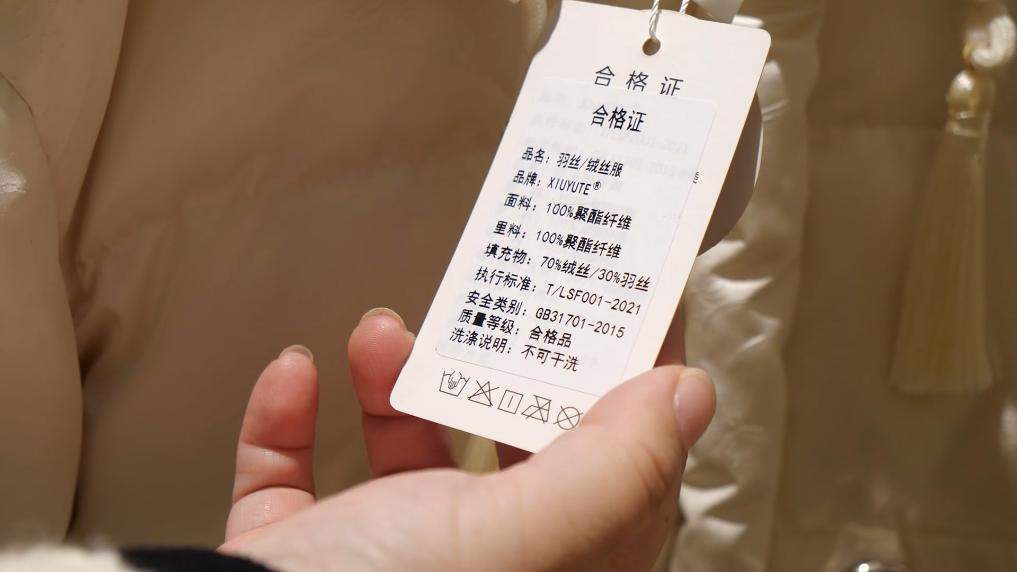 合格证
合格证
品名：羽丝/绒丝服
品牌：XIUYUTE®
面料：100%聚酯纤维
里料：100%聚酯纤维
填充物：70%绒丝/30%羽丝
执行标准：T/LSF001-2021
安全类别：GB31701-2015
质量等级：合格品
洗涤说明：不可干洗